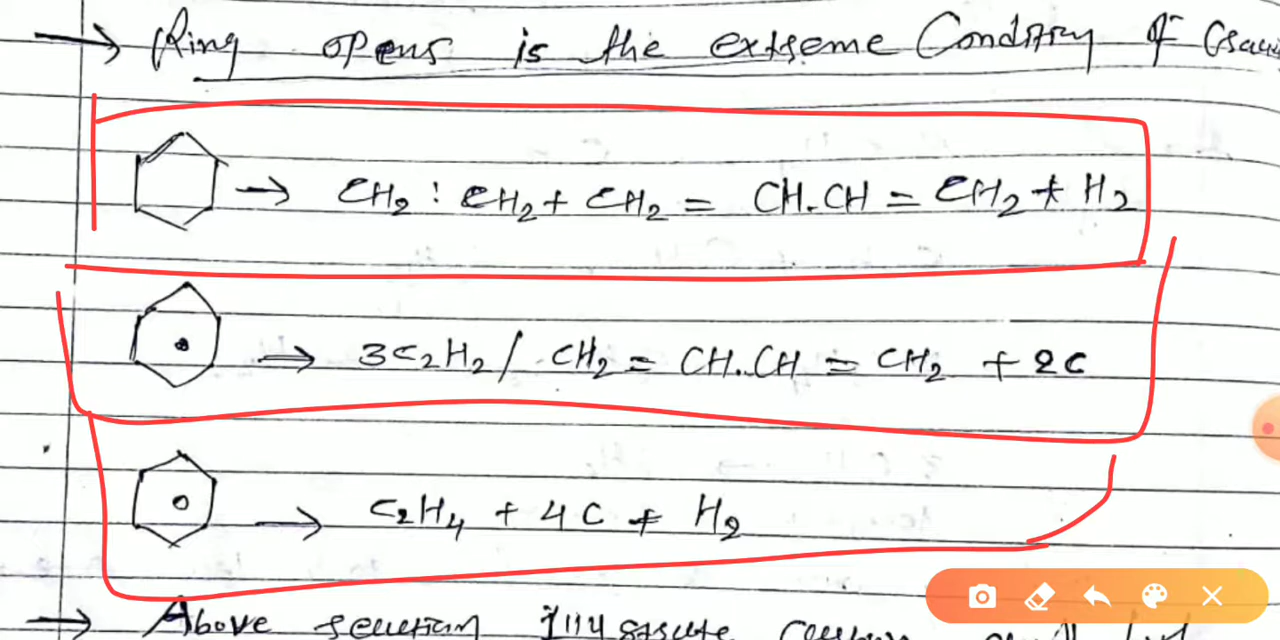 → Ring opens is the extreme Condition of
→ CH2 : CH2 + CH2 = CH.CH = CH2 + H2
→ 3C2H2 / CH2 = CH..CH = CH2 + 2C
→ C2H4 + 4C + H2
→ Above